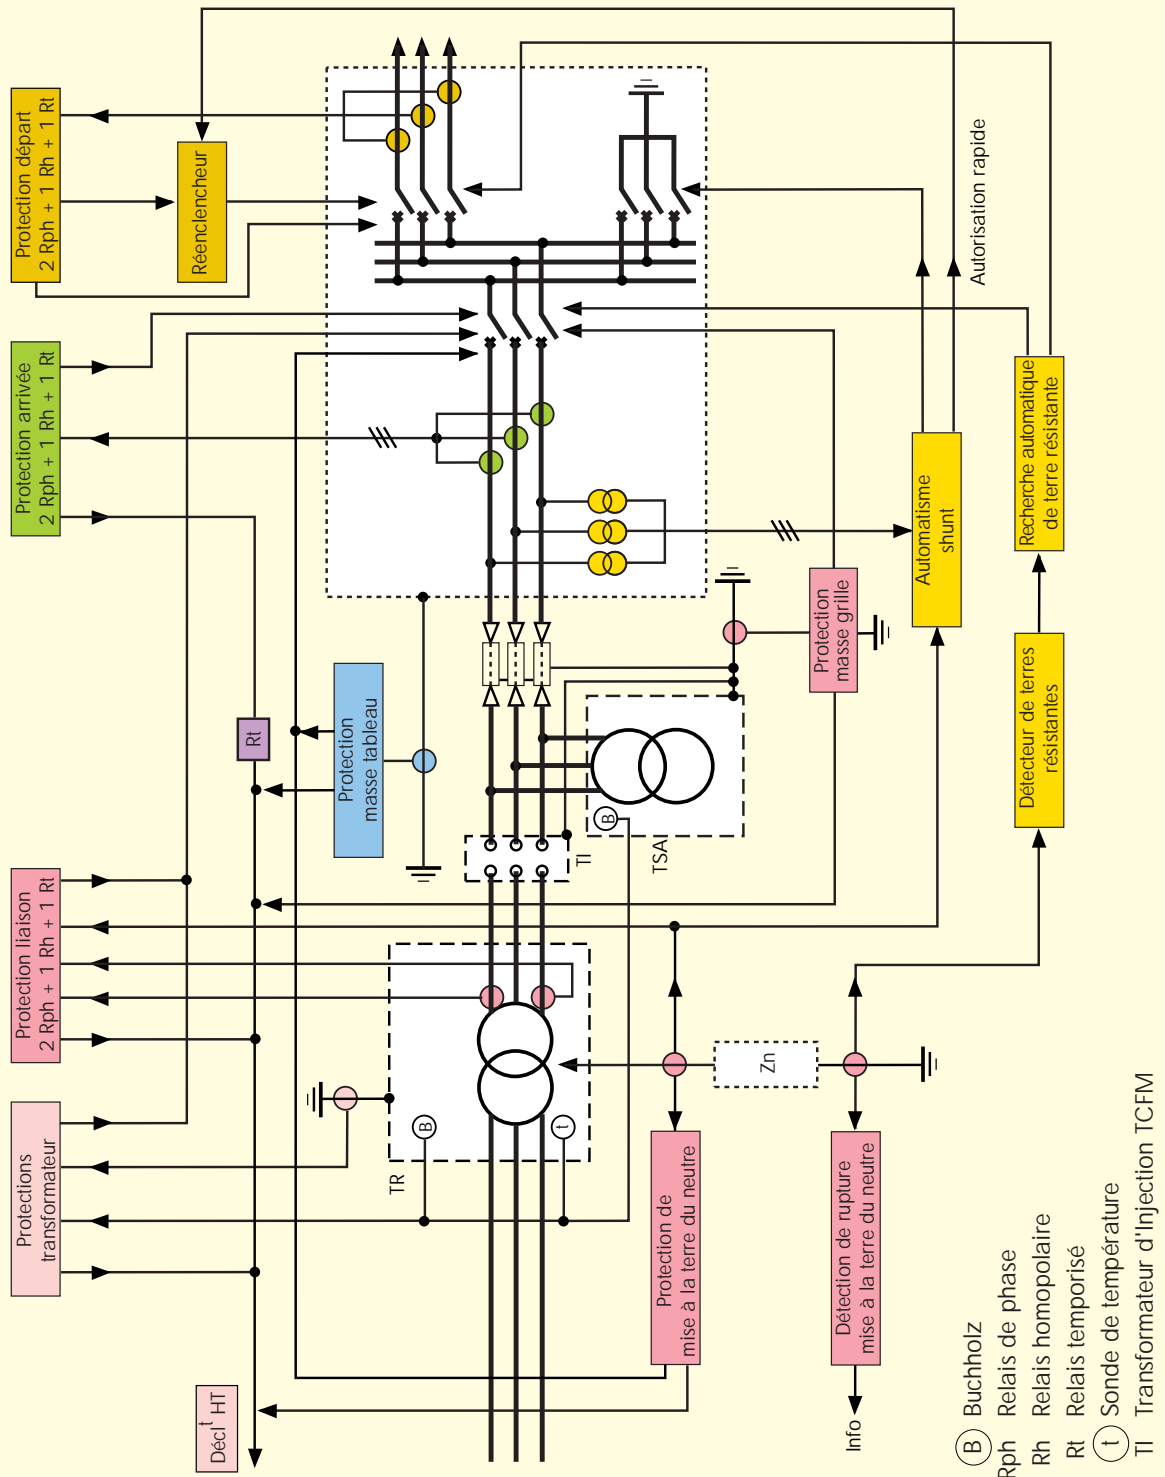 Protection départ
2 Rph + 1 Rh + 1 Rt
Réenclencheur
Autorisation rapide
Protection arrivée
2 Rph + 1 Rh + 1 Rt
Recherche automatique
de terre résistante
Automatisme
shunt
Protection
masse grille
Détecteur de terres
résistantes
Rt
Protection
masse tableau
TI
B
TSA
Protection liaison
2 Rph + 1 Rh + 1 Rt
Zn
Protections
transformateur
B
t
TR
Protection de
mise à la terre du neutre
Détection de rupture
mise à la terre du neutre
Info
Décl t HT
B Buchholz
Rph Relais de phase
Rh Relais homopolaire
Rt Relais temporisé
t Sonde de température
TI Transformateur d'Injection TCFM